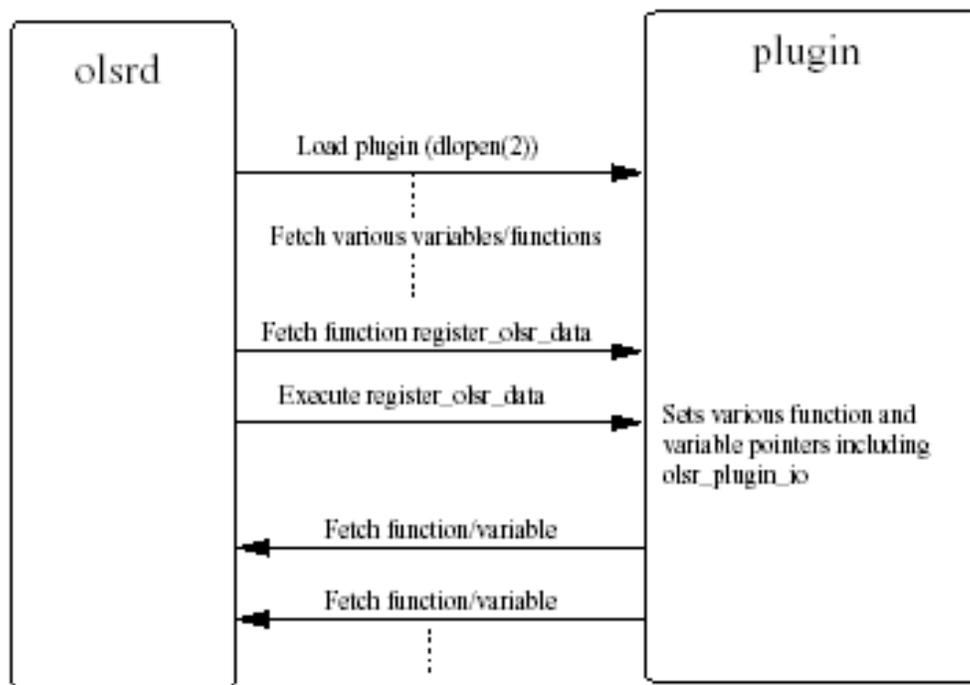 olsrd
plugin
Load plugin (dlopen(2))
Fetch various variables/functions
Fetch function register_olsr_data
Execute register_olsr_data
Sets various function and
variable pointers including
olsr_plugin_io
Fetch function/variable
Fetch function/variable